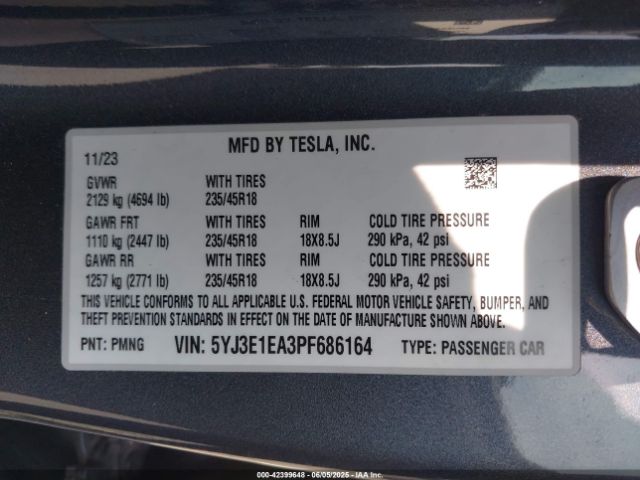 MFD BY TESLA, INC.
11/23
GVWR WITH TIRES
2129 kg (4694 lb) 235/45R18
GAWR FRT WITH TIRES RIM COLD TIRE PRESSURE
1110 kg (2447 lb) 235/45R18 18X8.5J 290 kPa, 42 psi
GAWR RR WITH TIRES RIM COLD TIRE PRESSURE
1257 kg (2771 lb) 235/45R18 18X8.5J 290 kPa, 42 psi
THIS VEHICLE CONFORMS TO ALL APPLICABLE U.S. FEDERAL MOTOR VEHICLE SAFETY, BUMPER, AND
THEFT PREVENTION STANDARDS IN EFFECT ON THE DATE OF MANUFACTURE SHOWN ABOVE.
PNT: PMNG VIN: 5YJ3E1EA3PF686164 TYPE: PASSENGER CAR
000-42399648 - 06/05/2025 - IAAI Inc.